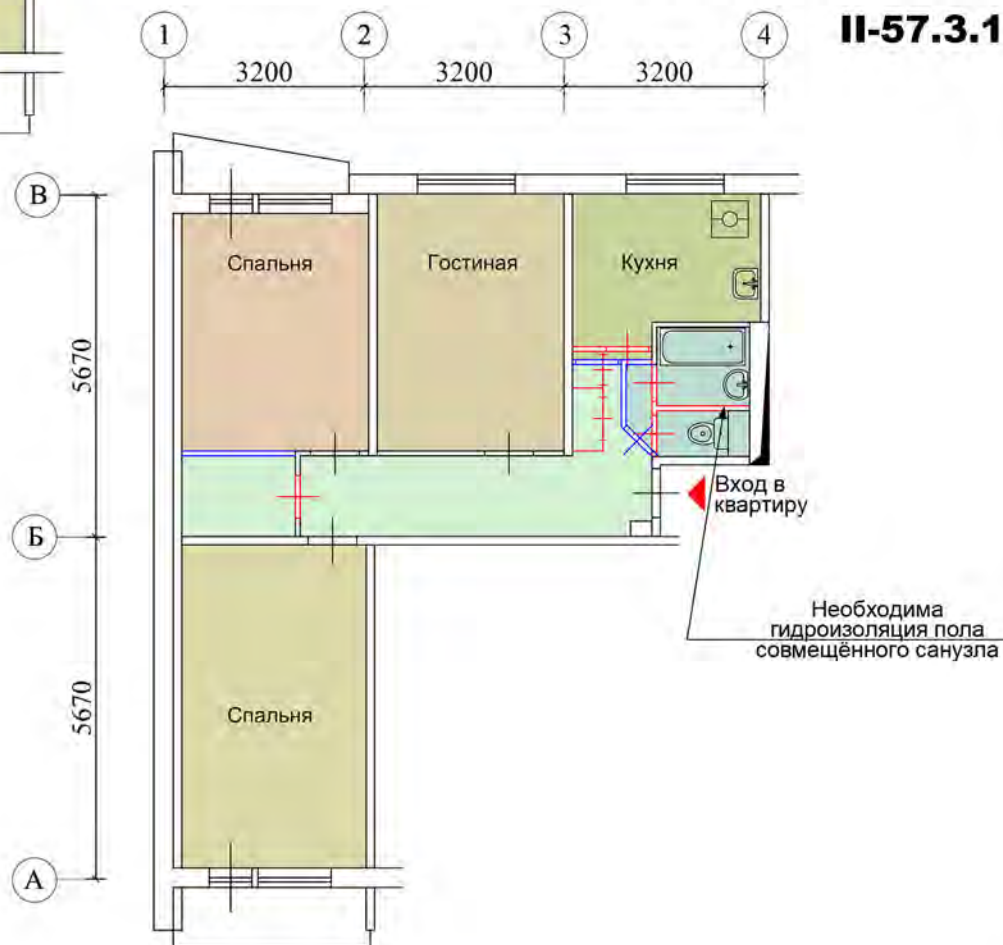 1
2
3
4
II-57.3.1
3200
3200
3200
В
Спальня
Гостиная
Кухня
5670
Вход в
квартиру
Б
Необходима
гидроизоляция пола
совмещённого санузла
5670
Спальня
А